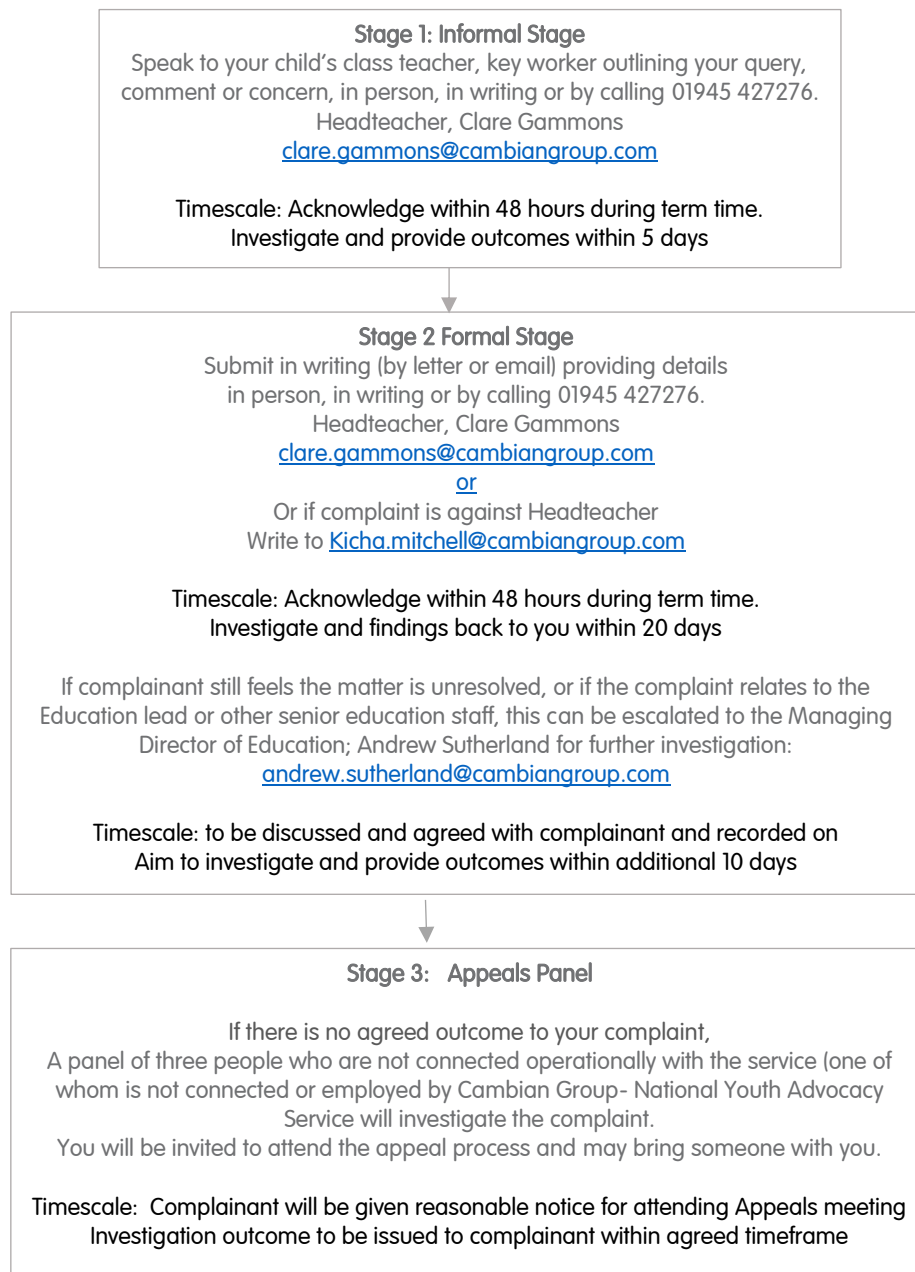 Stage 1: Informal Stage
Speak to your child's class teacher, key worker outlining your query,
comment or concern, in person, in writing or by calling 01945 427276.
Headteacher, Clare Gammons
clare.gammons@cambiangroup.com
Timescale: Acknowledge within 48 hours during term time.
Investigate and provide outcomes within 5 days
Stage 2 Formal Stage
Submit in writing (by letter or email) providing details
in person, in writing or by calling 01945 427276.
Headteacher, Clare Gammons
clare.gammons@cambiangroup.com
or
Or if complaint is against Headteacher
Write to Kicha.mitchell@cambiangroup.com
Timescale: Acknowledge within 48 hours during term time.
Investigate and findings back to you within 20 days
If complainant still feels the matter is unresolved, or if the complaint relates to the
Education lead or other senior education staff, this can be escalated to the Managing
Director of Education; Andrew Sutherland for further investigation:
andrew.sutherland@cambiangroup.com
Timescale: to be discussed and agreed with complainant and recorded on
Aim to investigate and provide outcomes within additional 10 days
Stage 3: Appeals Panel
If there is no agreed outcome to your complaint,
A panel of three people who are not connected operationally with the service (one of
whom is not connected or employed by Cambian Group- National Youth Advocacy
Service will investigate the complaint.
You will be invited to attend the appeal process and may bring someone with you.
Timescale: Complainant will be given reasonable notice for attending Appeals meeting
Investigation outcome to be issued to complainant within agreed timeframe